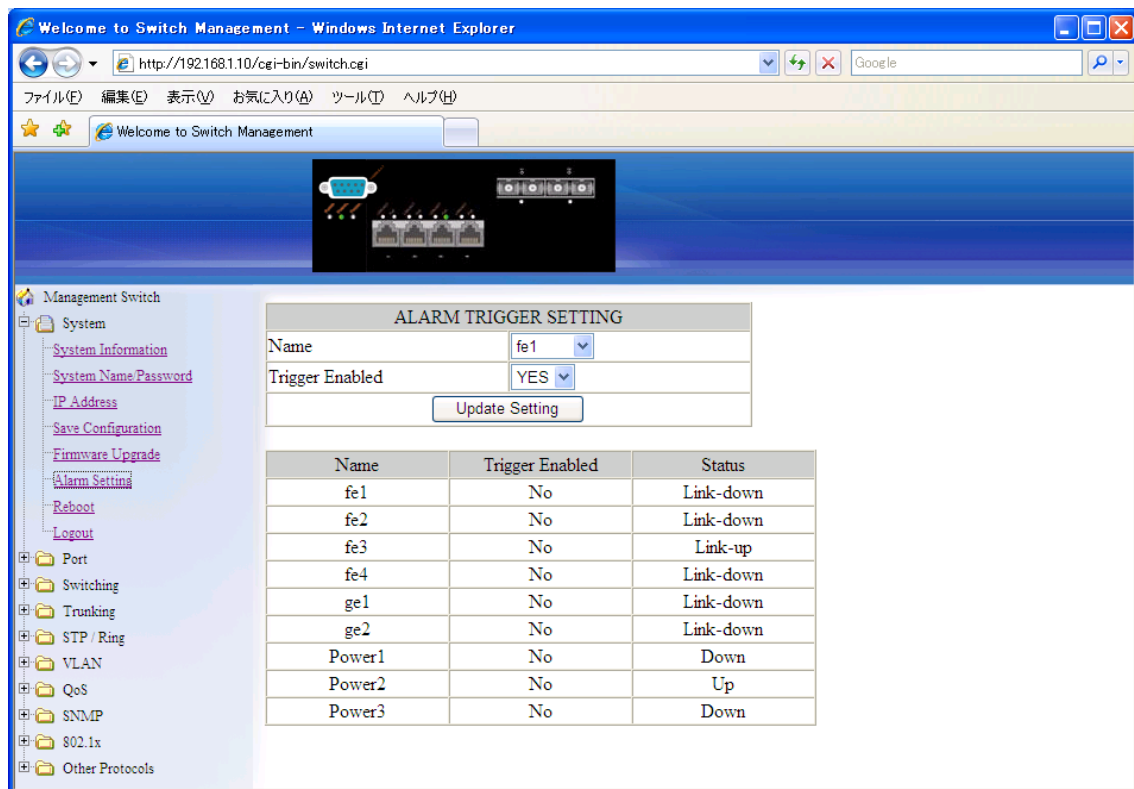 Welcome to Switch Management - Windows Internet Explorer
http://192.168.1.10/cgi-bin/switch.cgi
Google
ファイル(F) 編集(E) 表示(V) お気に入り(A) ツール(T) ヘルプ(H)
Welcome to Switch Management
Management Switch
System
System Information
System Name/Password
IP Address
Save Configuration
Firmware Upgrade
Alarm Setting
Reboot
Logout
Port
Switching
Trunking
STP / Ring
VLAN
QoS
SNMP
802.1x
Other Protocols
ALARM TRIGGER SETTING
Name fe1
Trigger Enabled YES
Update Setting
Name Trigger Enabled Status
fe1 No Link-down
fe2 No Link-down
fe3 No Link-up
fe4 No Link-down
ge1 No Link-down
ge2 No Link-down
Power1 No Down
Power2 No Up
Power3 No Down